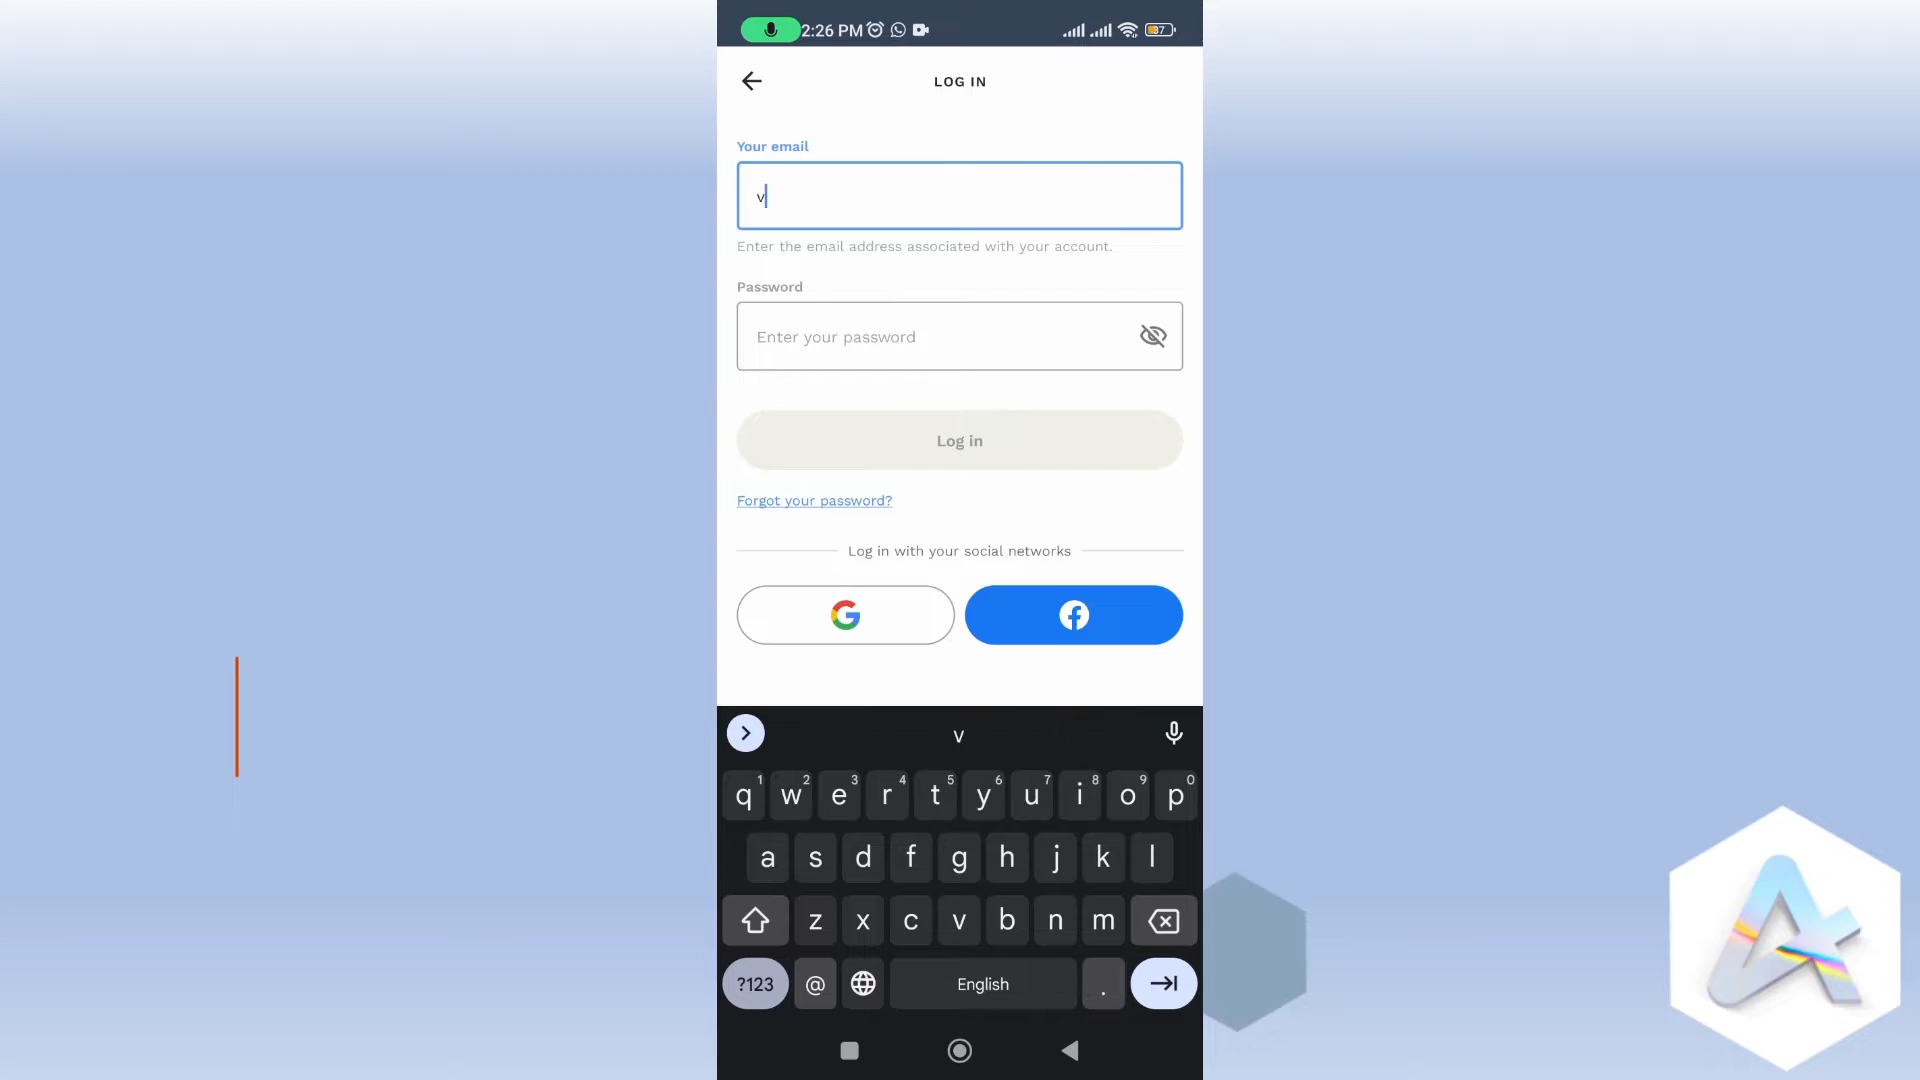 2:26 PM
37
LOG IN
Your email
v
Enter the email address associated with your account.
Password
Enter your password
Log in
Forgot your password?
Log in with your social networks
v
1 2 3 4 5 6 7 8 9 0
q w e r t y u i o p
a s d f g h j k l
z x c v b n m
?123 @ English .